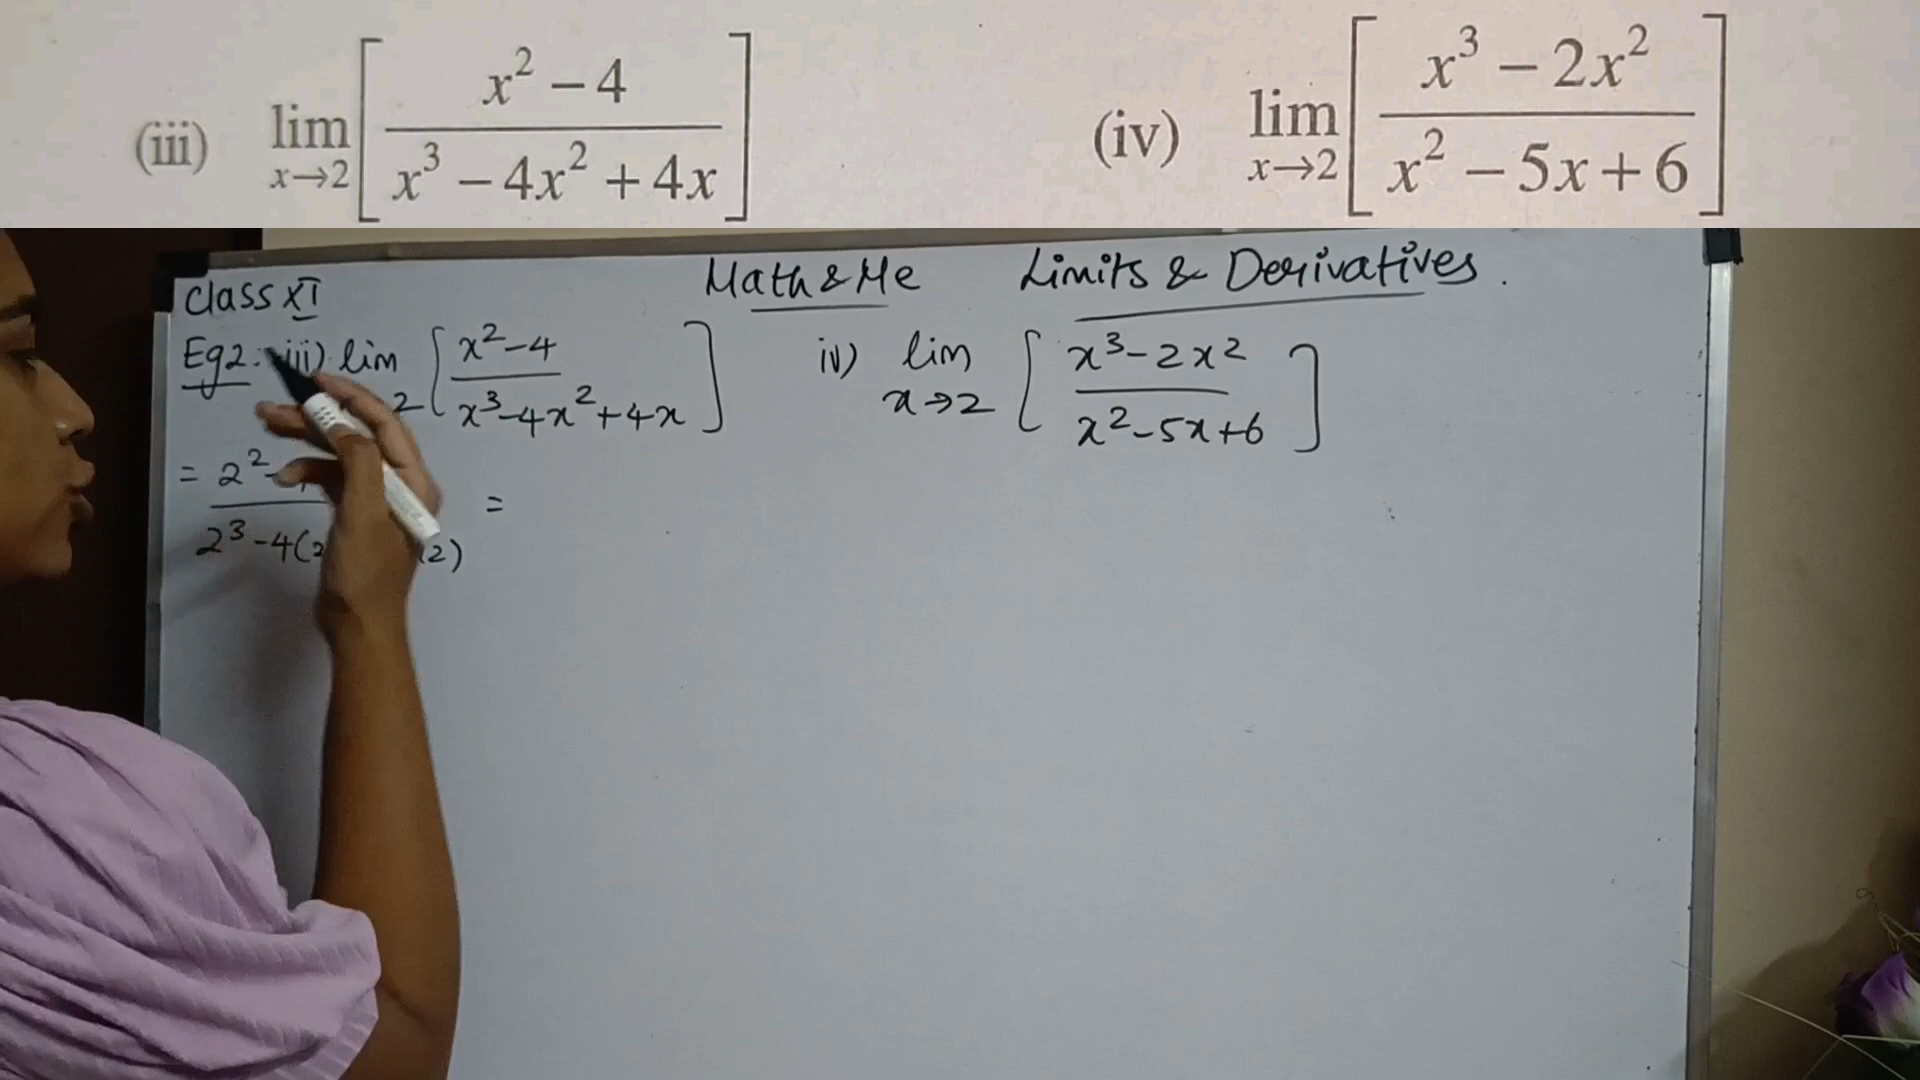 (iii) lim x→2 [ (x² − 4) / (x³ − 4x² + 4x) ]
(iv) lim x→2 [ (x³ − 2x²) / (x² − 5x + 6) ]
Class XI
Math & Me
Limits & Derivatives .
Eg2: iii) lim 2 [ (x² − 4) / (x³ − 4x² + 4x) ]
iv) lim x→2 [ (x³ − 2x²) / (x² − 5x + 6) ]
= 2² −
2³ − 4(2 (2) =